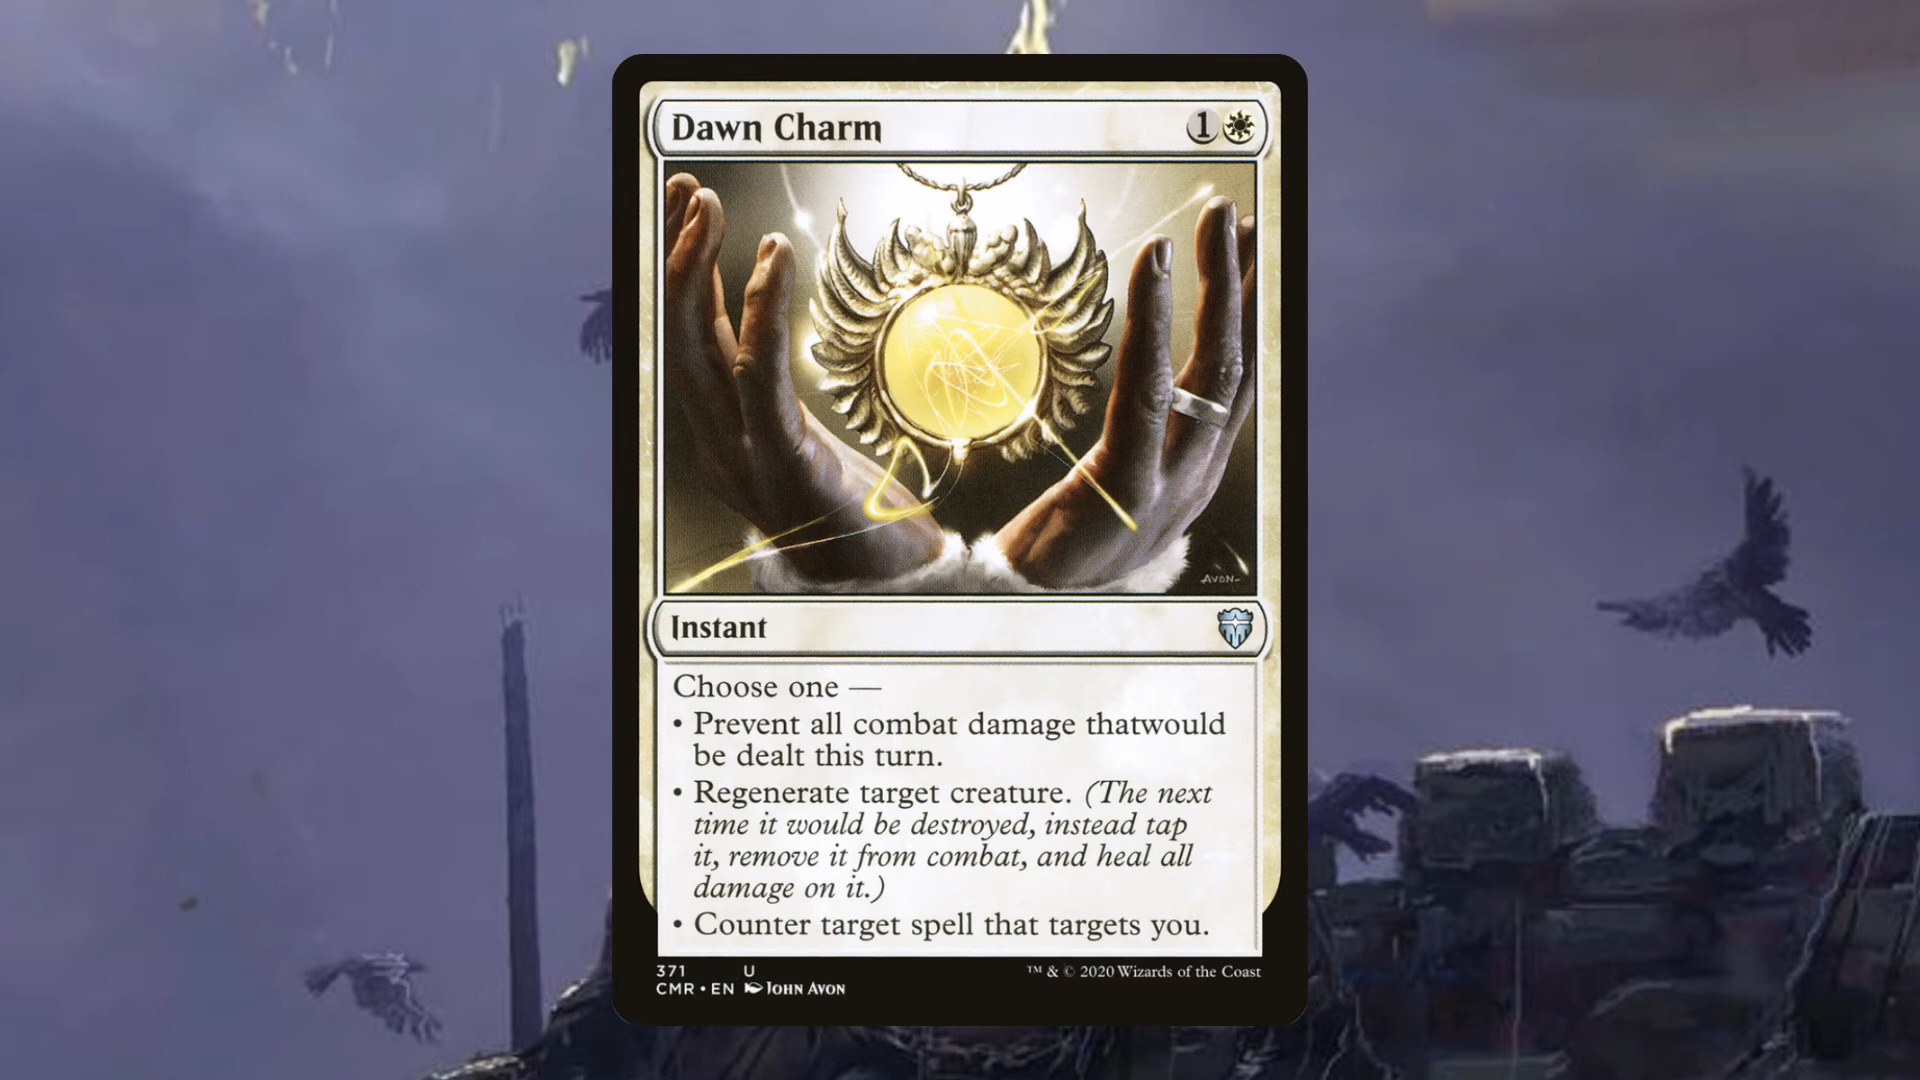 Dawn Charm 1
AVON-
Instant
Choose one —
• Prevent all combat damage thatwould
be dealt this turn.
• Regenerate target creature. (The next
time it would be destroyed, instead tap
it, remove it from combat, and heal all
damage on it.)
• Counter target spell that targets you.
371 U ™ & © 2020 Wizards of the Coast
CMR • EN John Avon